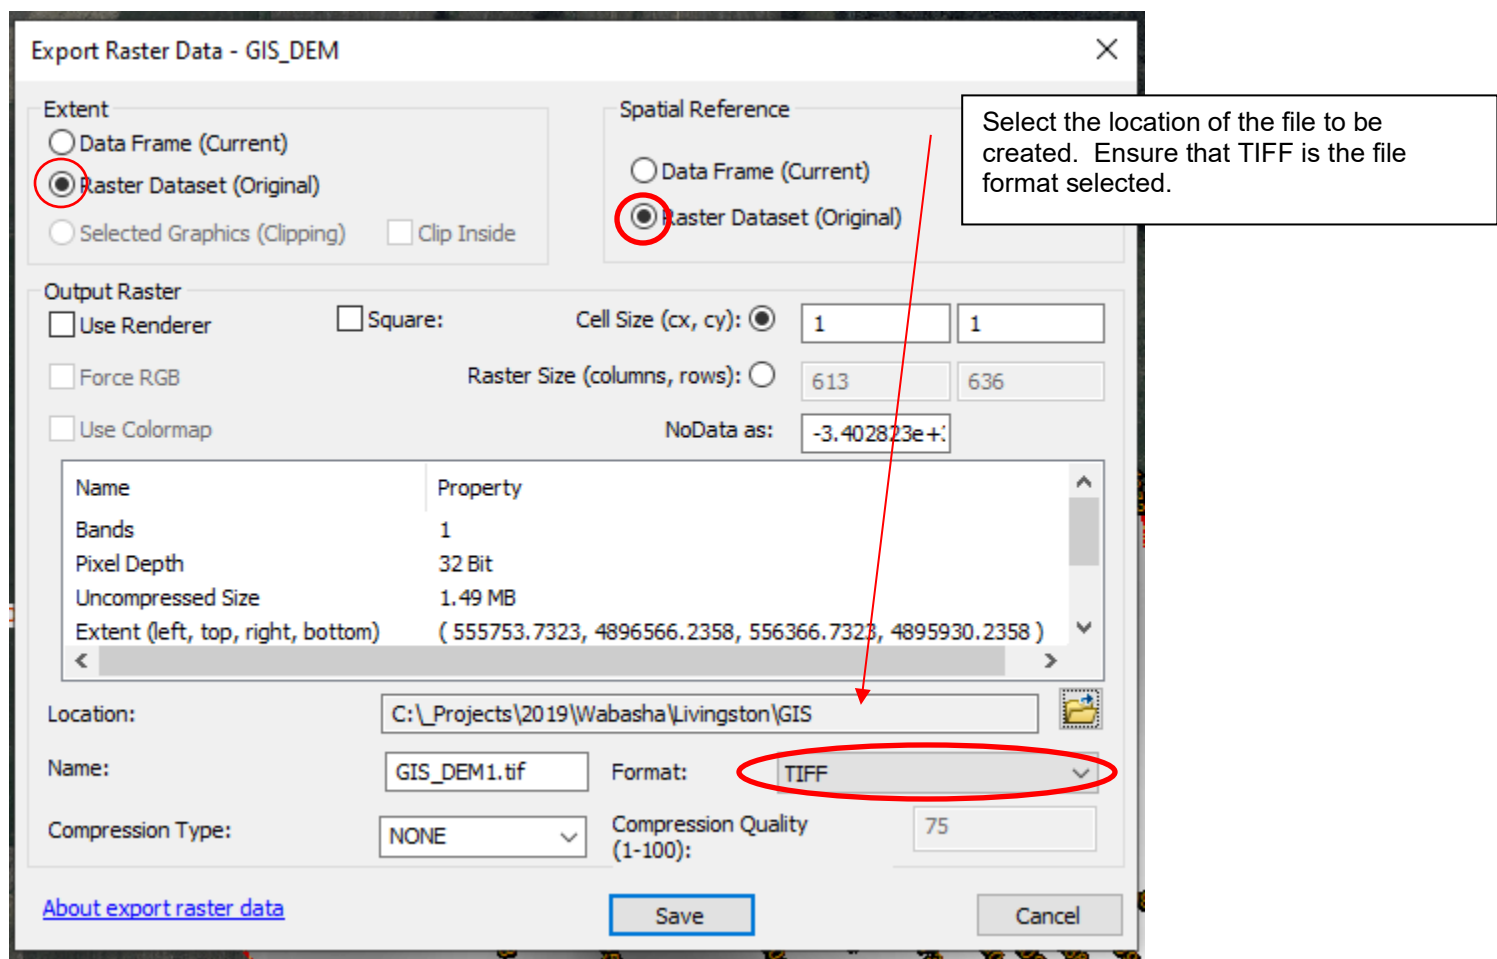 Export Raster Data - GIS_DEM
Extent
Data Frame (Current)
Raster Dataset (Original)
Selected Graphics (Clipping) Clip Inside
Spatial Reference
Data Frame (Current)
Raster Dataset (Original)
Select the location of the file to be
created. Ensure that TIFF is the file
format selected.
Output Raster
Use Renderer Square: Cell Size (cx, cy): 1 1
Force RGB Raster Size (columns, rows): 613 636
Use Colormap NoData as: -3.402823e+
Name Property
Bands 1
Pixel Depth 32 Bit
Uncompressed Size 1.49 MB
Extent (left, top, right, bottom) ( 555753.7323, 4896566.2358, 556366.7323, 4895930.2358 )
Location: C:\_Projects\2019\Wabasha\Livingston\GIS
Name: GIS_DEM1.tif Format: TIFF
Compression Type: NONE Compression Quality 75
(1-100):
About export raster data Save Cancel